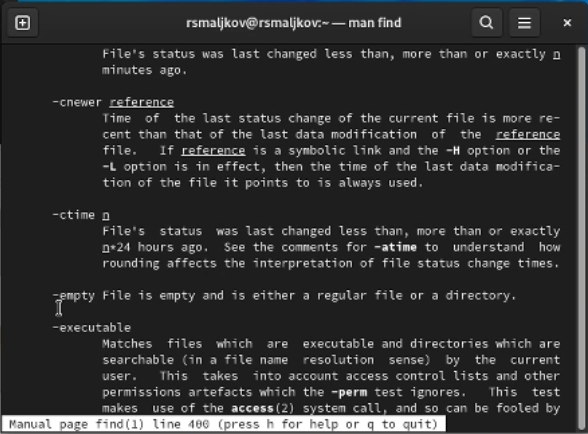 rsmaljkov@rsmaljkov:~ — man find
File's status was last changed less than, more than or exactly n
minutes ago.
-cnewer reference
Time of the last status change of the current file is more re-
cent than that of the last data modification of the reference
file. If reference is a symbolic link and the -H option or the
-L option is in effect, then the time of the last data modifica-
tion of the file it points to is always used.
-ctime n
File's status was last changed less than, more than or exactly
n*24 hours ago. See the comments for -atime to understand how
rounding affects the interpretation of file status change times.
-empty File is empty and is either a regular file or a directory.
-executable
Matches files which are executable and directories which are
searchable (in a file name resolution sense) by the current
user. This takes into account access control lists and other
permissions artefacts which the -perm test ignores. This test
makes use of the access(2) system call, and so can be fooled by
Manual page find(1) line 400 (press h for help or q to quit)